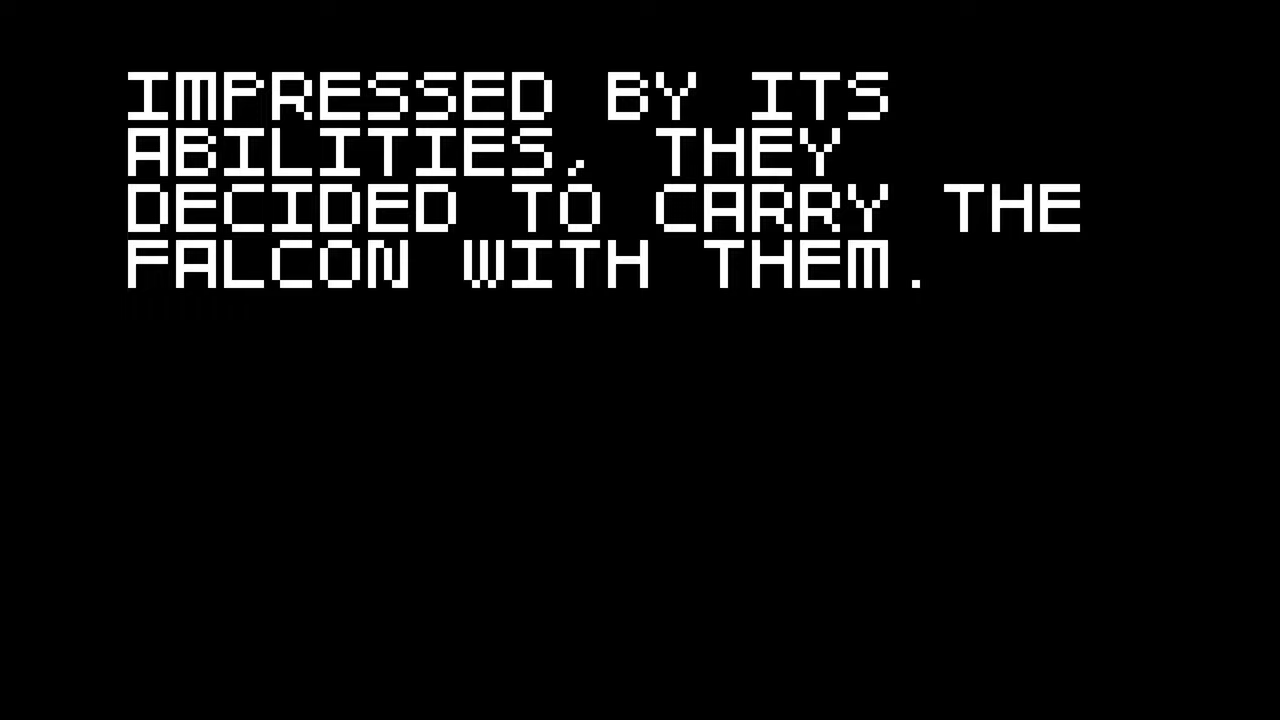 IMPRESSED BY ITS
ABILITIES, THEY
DECIDED TO CARRY THE
FALCON WITH THEM.